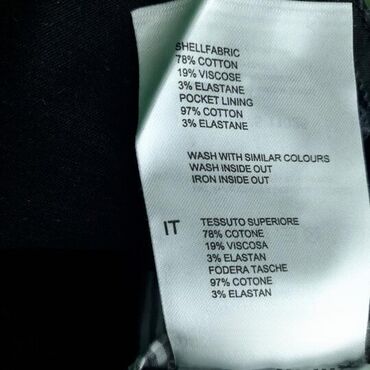 SHELLFABRIC
78% COTTON
19% VISCOSE
3% ELASTANE
POCKET LINING
97% COTTON
3% ELASTANE
WASH WITH SIMILAR COLOURS
WASH INSIDE OUT
IRON INSIDE OUT
IT
TESSUTO SUPERIORE
78% COTONE
19% VISCOSA
3% ELASTAN
FODERA TASCHE
97% COTONE
3% ELASTAN